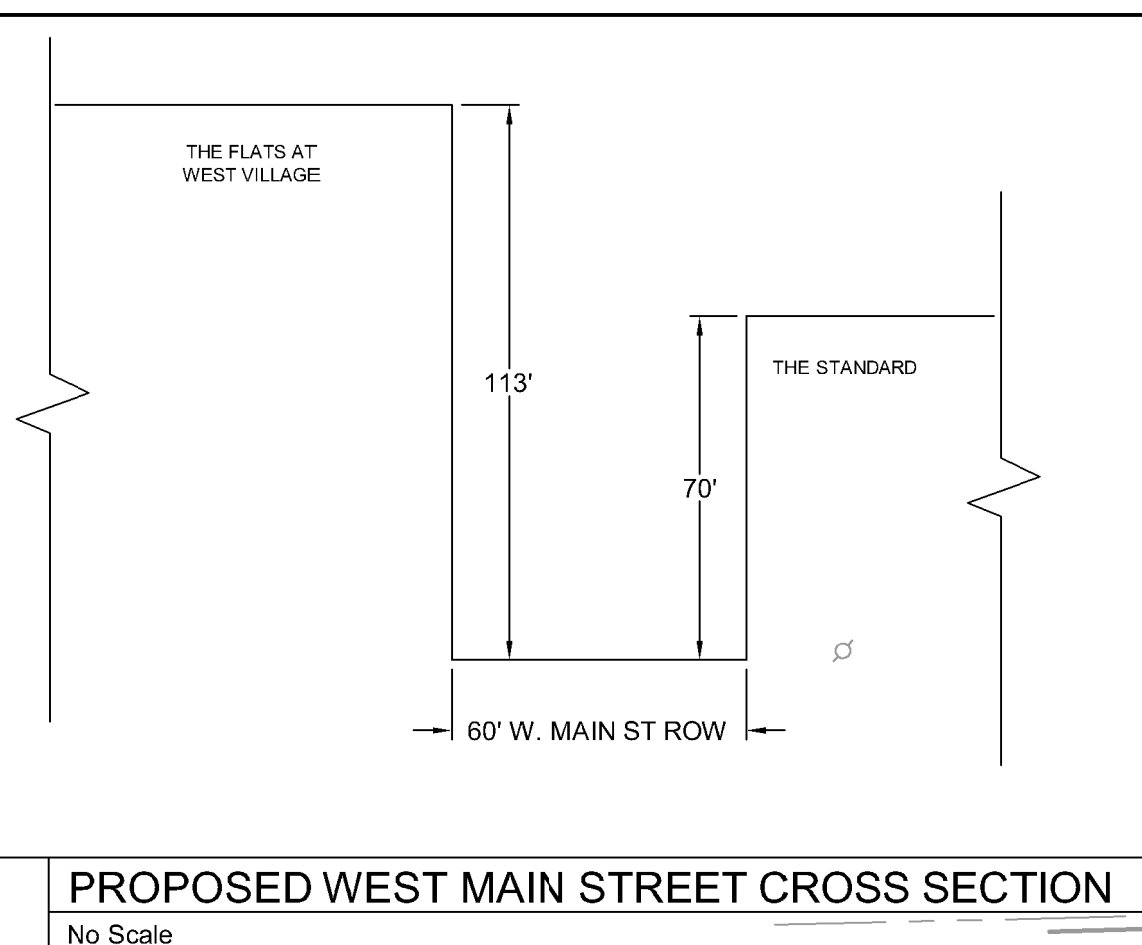 THE FLATS AT
WEST VILLAGE
113'
THE STANDARD
70'
60' W. MAIN ST ROW
PROPOSED WEST MAIN STREET CROSS SECTION
No Scale